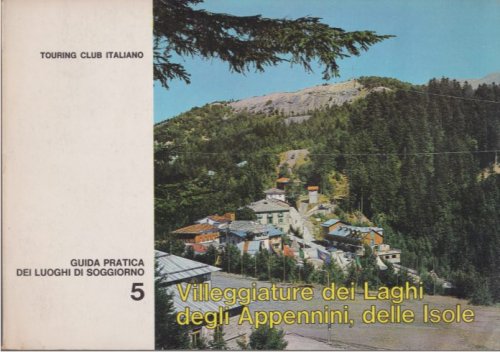 TOURING CLUB ITALIANO
GUIDA PRATICA
DEI LUOGHI DI SOGGIORNO
5
Villeggiature dei Laghi
degli Appennini, delle Isole